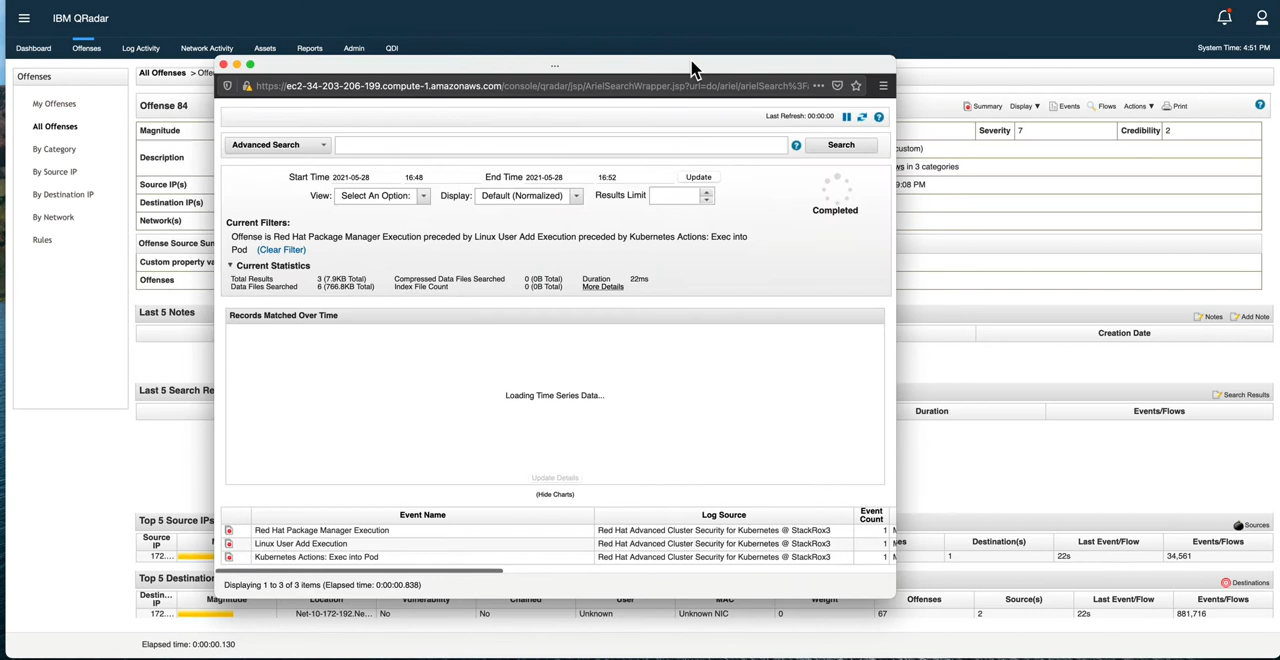 IBM QRadar
Dashboard Offenses Log Activity Network Activity Assets Reports Admin QDI System Time: 4:51 PM
Offenses
My Offenses
All Offenses
By Category
By Source IP
By Destination IP
By Network
Rules
All Offenses > Offe
Offense 84
Summary Display ▼ Events Flows Actions ▼ Print
Magnitude
Severity 7 Credibility 2
Description
custom)
ws in 3 categories
Source IP(s)
9:08 PM
Destination IP(s)
Network(s)
Offense Source Sum
Custom property va
Offenses
Last 5 Notes
Notes Add Note
Creation Date
Last 5 Search Re
Search Results
Duration Events/Flows
Top 5 Source IPs
Sources
Source IP
es Destination(s) Last Event/Flow Events/Flows
172.... 1 22s 34,561
Top 5 Destination
Destinations
Destin... IP Magnitude Location Vulnerability Chained User MAC Weight Offenses Source(s) Last Event/Flow Events/Flows
172.... Net-10-172-192.Ne... No No Unknown Unknown NIC 0 67 2 22s 881,716
Elapsed time: 0:00:00.130
...
https://ec2-34-203-206-199.compute-1.amazonaws.com/console/qradar/jsp/ArielSearchWrapper.jsp?url=do/ariel/arielSearch%3F
Last Refresh: 00:00:00
Advanced Search Search
Start Time 2021-05-28 16:48 End Time 2021-05-28 16:52 Update
View: Select An Option: Display: Default (Normalized) Results Limit
Completed
Current Filters:
Offense is Red Hat Package Manager Execution preceded by Linux User Add Execution preceded by Kubernetes Actions: Exec into
Pod (Clear Filter)
▼ Current Statistics
Total Results 3 (7.9KB Total) Compressed Data Files Searched 0 (0B Total) Duration 22ms
Data Files Searched 6 (766.8KB Total) Index File Count 0 (0B Total) More Details
Records Matched Over Time
Loading Time Series Data...
Update Details
(Hide Charts)
Event Name Log Source Event Count
Red Hat Package Manager Execution Red Hat Advanced Cluster Security for Kubernetes @ StackRox3 1
Linux User Add Execution Red Hat Advanced Cluster Security for Kubernetes @ StackRox3 1
Kubernetes Actions: Exec into Pod Red Hat Advanced Cluster Security for Kubernetes @ StackRox3 1
Displaying 1 to 3 of 3 items (Elapsed time: 0:00:00.838)